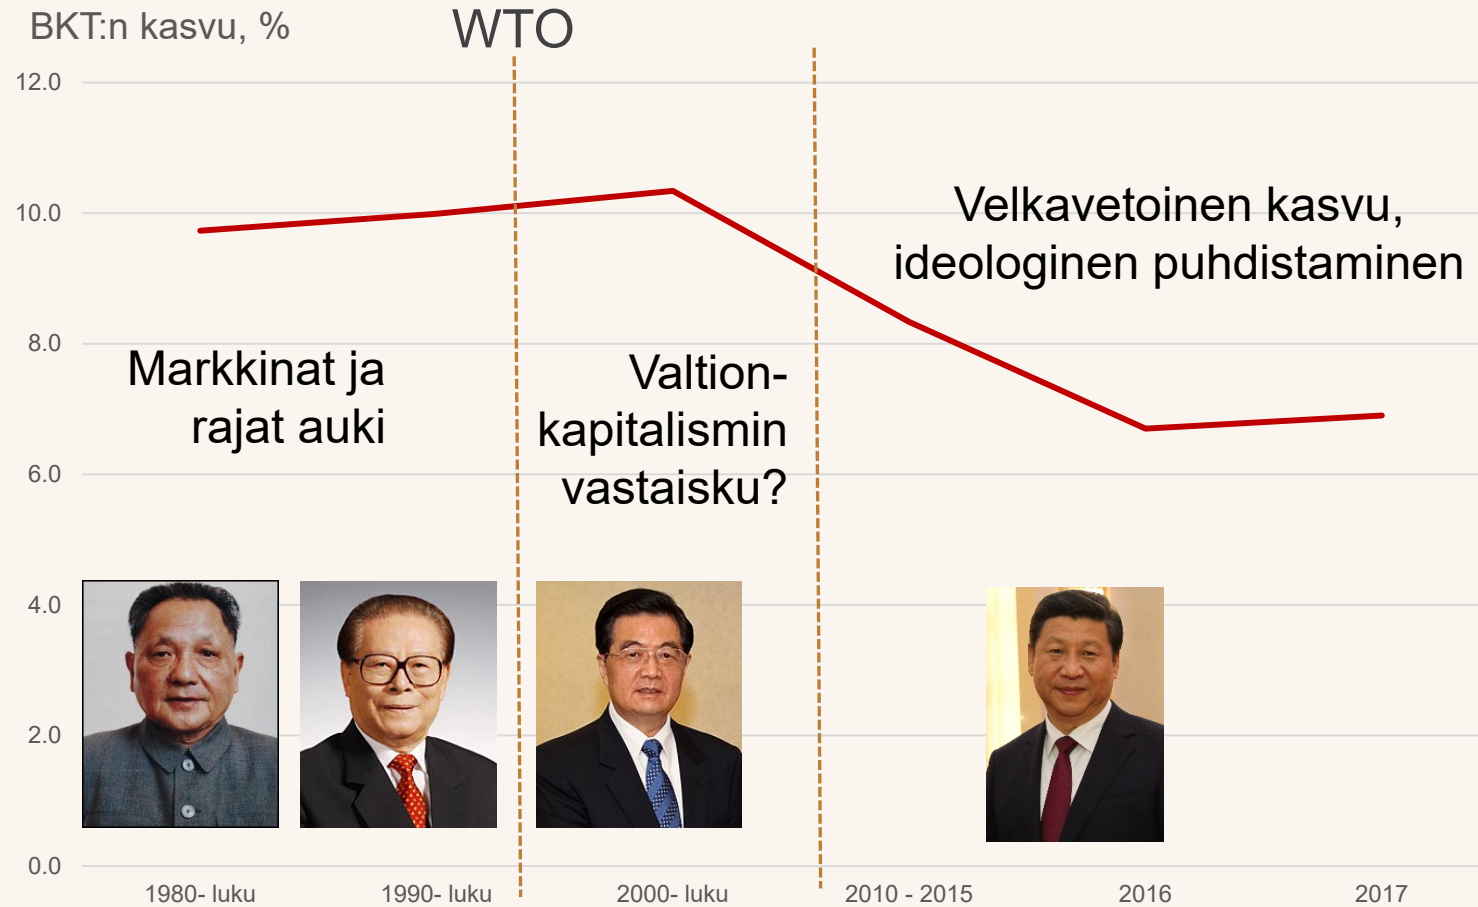 BKT:n kasvu, %
WTO
12.0
10.0
8.0
6.0
4.0
2.0
0.0
Markkinat ja
rajat auki
Valtion-
kapitalismin
vastaisku?
Velkavetoinen kasvu,
ideologinen puhdistaminen
1980- luku
1990- luku
2000- luku
2010 - 2015
2016
2017